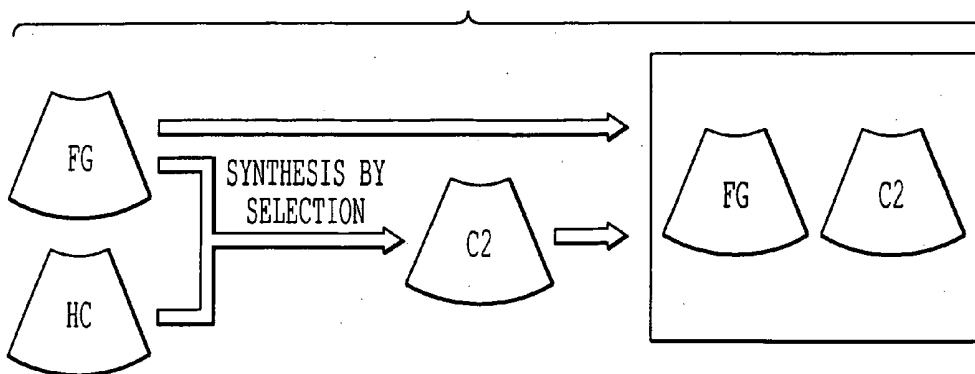 FG
HC
SYNTHESIS BY
SELECTION
C2
FG
C2